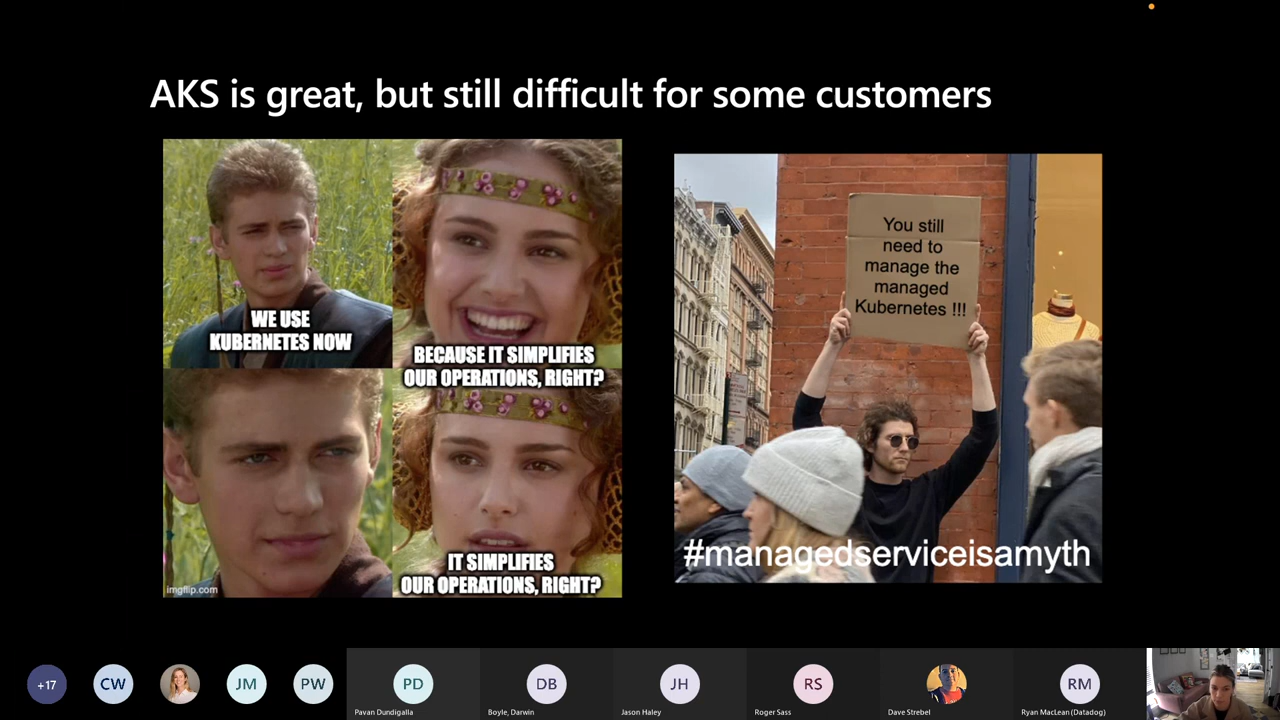 AKS is great, but still difficult for some customers
WE USE
KUBERNETES NOW
BECAUSE IT SIMPLIFIES
OUR OPERATIONS, RIGHT?
IT SIMPLIFIES
OUR OPERATIONS, RIGHT?
imgflip.com
You still
need to
manage the
managed
Kubernetes !!!
#managedserviceisamyth
+17
CW
JM
PW
PD
Pavan Dundigalla
DB
Boyle, Darwin
JH
Jason Haley
RS
Roger Sass
Dave Strebel
RM
Ryan MacLean (Datadog)